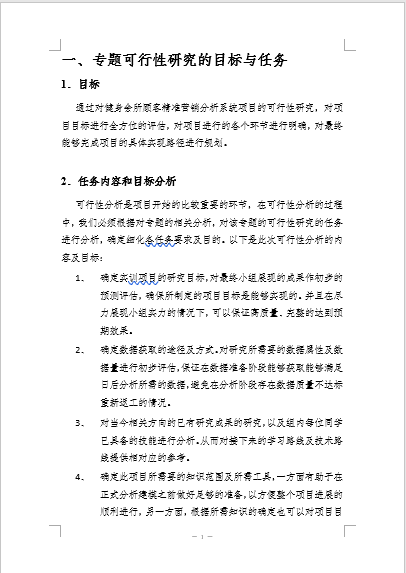 一、专题可行性研究的目标与任务
1．目标
通过对健身会所顾客精准营销分析系统项目的可行性研究，对项
目目标进行全方位的评估，对项目进行的各个环节进行明确，对最终
能够完成项目的具体实现路径进行规划。
2．任务内容和目标分析
可行性分析是项目开始的比较重要的环节，在可行性分析的过程
中，我们必须根据对专题的相关分析，对该专题的可行性研究的任务
进行分析，确定细化各任务要求及目的。以下是此次可行性分析的内
容及目标：
1、 确定实训项目的研究目标，对最终小组展现的成果作初步的
预测评估，确保所制定的项目目标是能够实现的。并且在尽
力展现小组实力的情况下，可以保证高质量、完整的达到预
期效果。
2、 确定数据获取的途径及方式。对研究所需要的数据属性及数
据量进行初步评估，保证在数据准备阶段能够获取能够满足
日后分析所需的数据，避免在分析阶段存在数据质量不达标
重新返工的情况。
3、 对当今相关方向的已有研究成果的研究，以及组内每位同学
已具备的技能进行分析。从而对接下来的学习路线及技术路
线提供相对应的参考。
4、 确定此项目所需要的知识范围及所需工具，一方面有助于在
正式分析建模之前做好足够的准备，以方便整个项目进展的
顺利进行，另一方面，根据所需知识的确定也可以对项目目
— 1 —